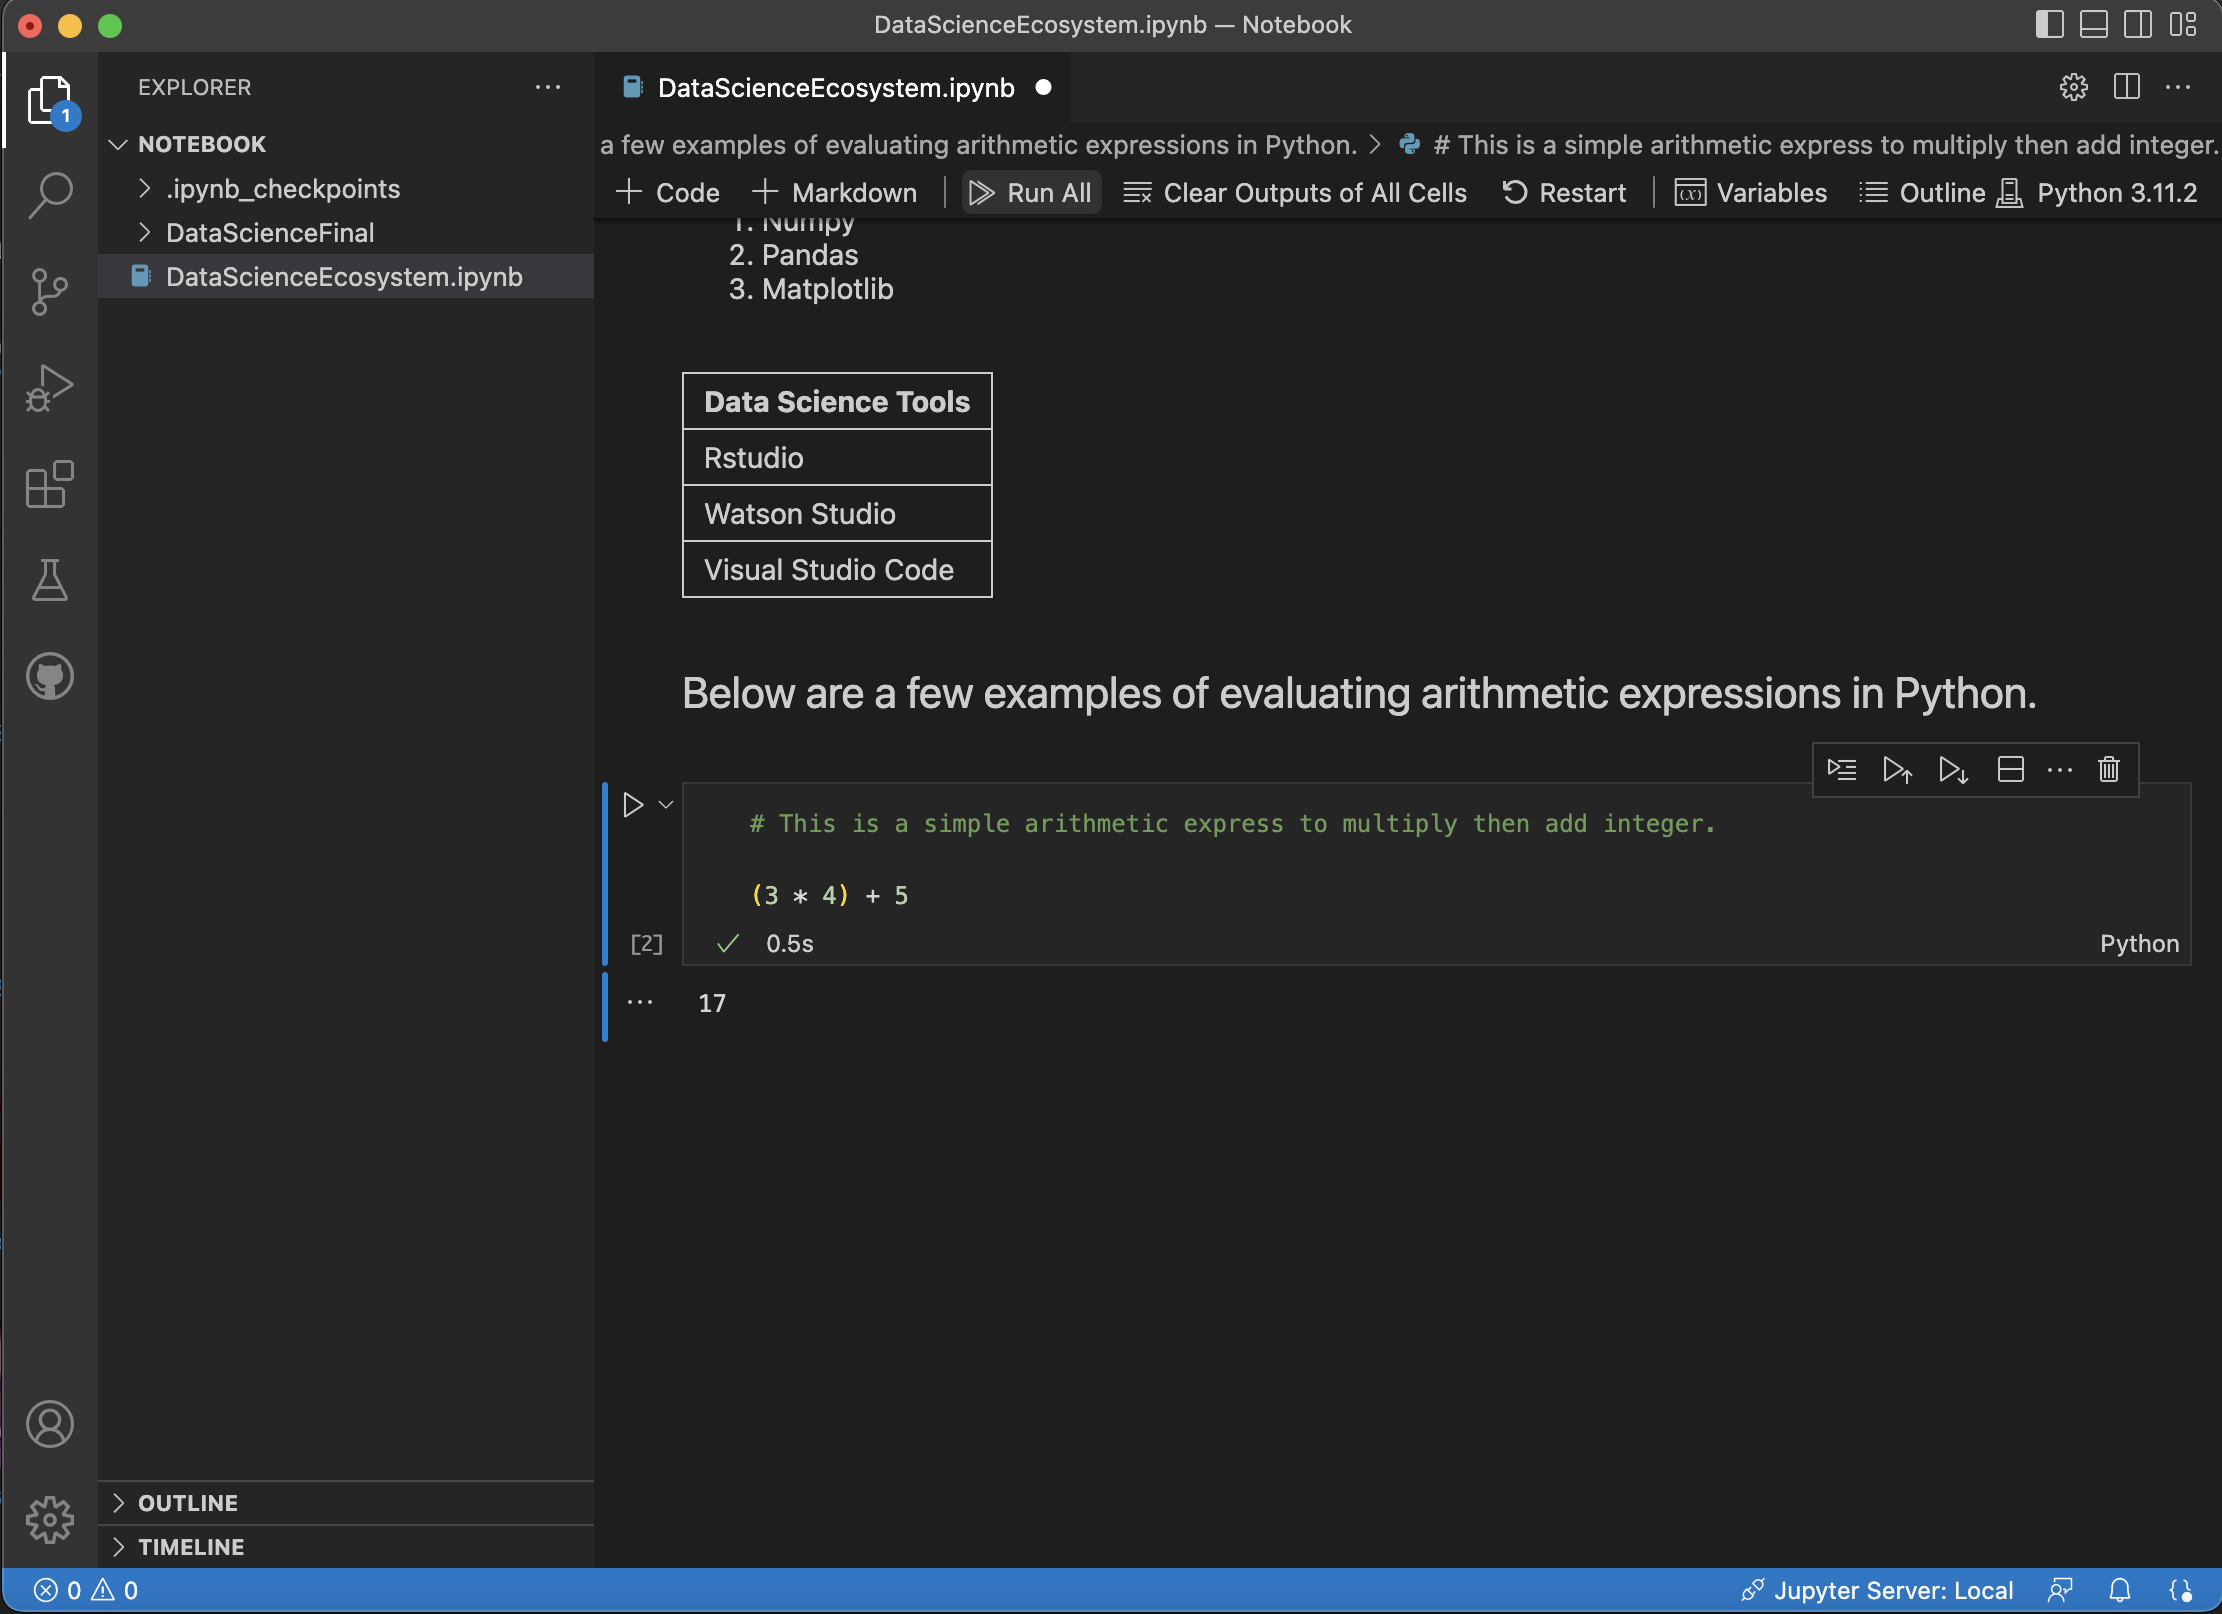 DataScienceEcosystem.ipynb — Notebook
EXPLORER
1
NOTEBOOK
.ipynb_checkpoints
DataScienceFinal
DataScienceEcosystem.ipynb
OUTLINE
TIMELINE
DataScienceEcosystem.ipynb
a few examples of evaluating arithmetic expressions in Python. > # This is a simple arithmetic express to multiply then add integer.
+ Code + Markdown | Run All Clear Outputs of All Cells Restart | Variables Outline Python 3.11.2
1. Numpy
2. Pandas
3. Matplotlib
Data Science Tools
Rstudio
Watson Studio
Visual Studio Code
Below are a few examples of evaluating arithmetic expressions in Python.
# This is a simple arithmetic express to multiply then add integer.
(3 * 4) + 5
[2] ✓ 0.5s Python
17
0 0 Jupyter Server: Local